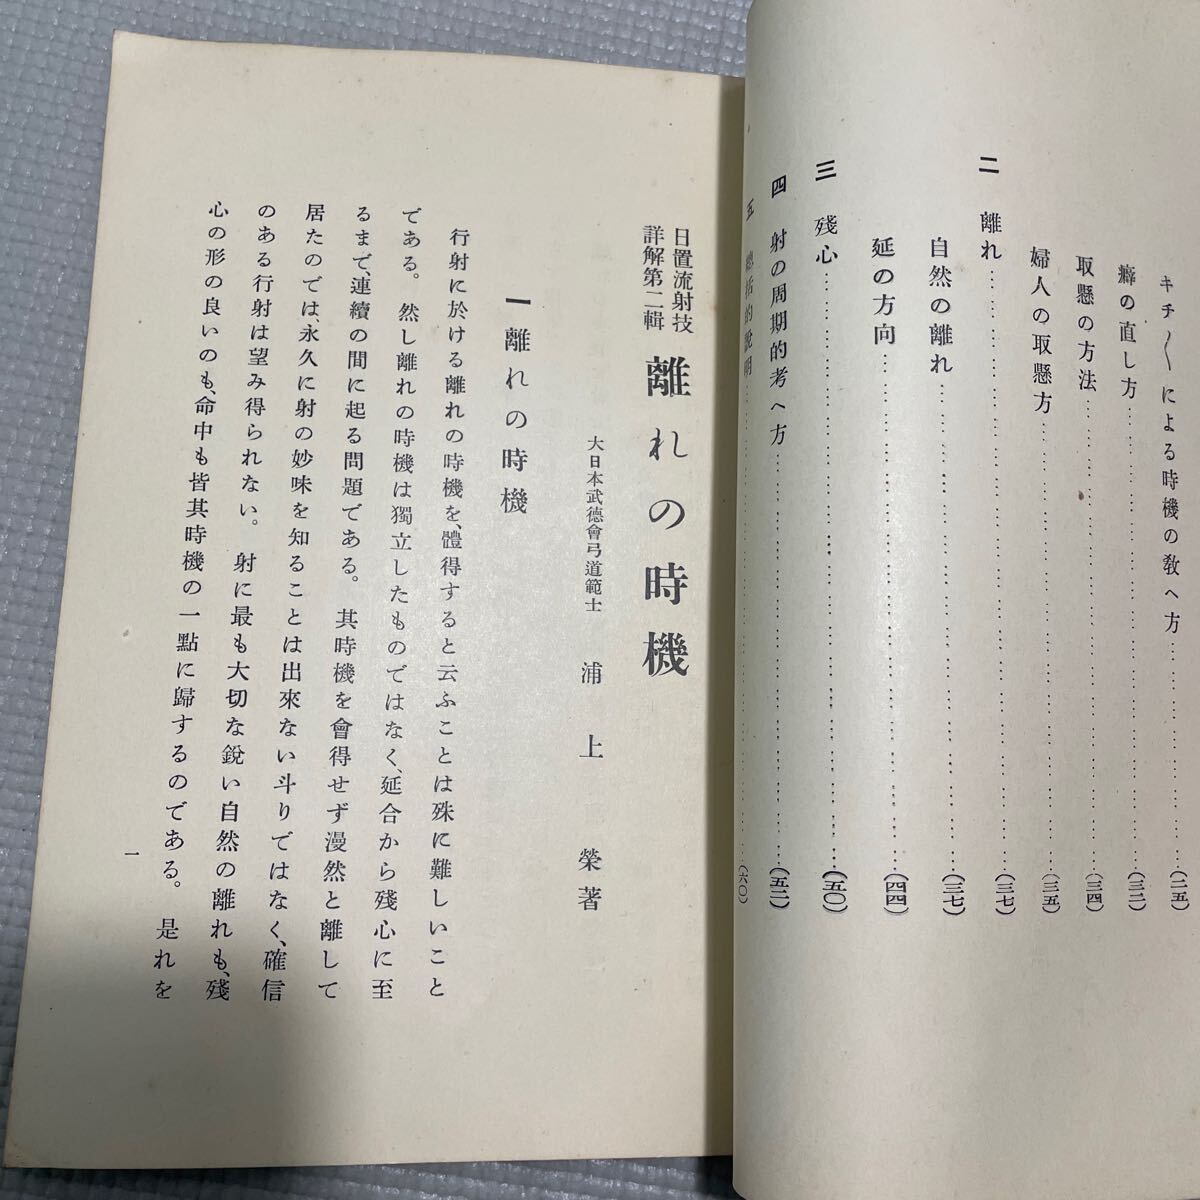 キチ〳〵による時機の教へ方……(二五)
癖の直し方……(三二)
取懸の方法……(三四)
婦人の取懸方……(三五)
二 離れ……(三七)
自然の離れ……(三七)
延の方向……(四四)
三 残心……(五〇)
四 射の周期的考へ方……(五二)
五 總括的說明……(六〇)
日置流射技
詳解第二輯
離れの時機
大日本武德會弓道範士 浦上 榮著
一 離れの時機
行射に於ける離れの時機を、體得すると云ふことは殊に難しいこと
である。然し離れの時機は獨立したものではなく、延合から殘心に至
るまで、連續の間に起る問題である。其時機を會得せず漫然と離して
居たのでは、永久に射の妙味を知ることは出來ない斗りではなく、確信
のある行射は望み得られない。射に最も大切な銳い自然の離れも、殘
心の形の良いのも、命中も皆其時機の一點に歸するのである。是れを
一